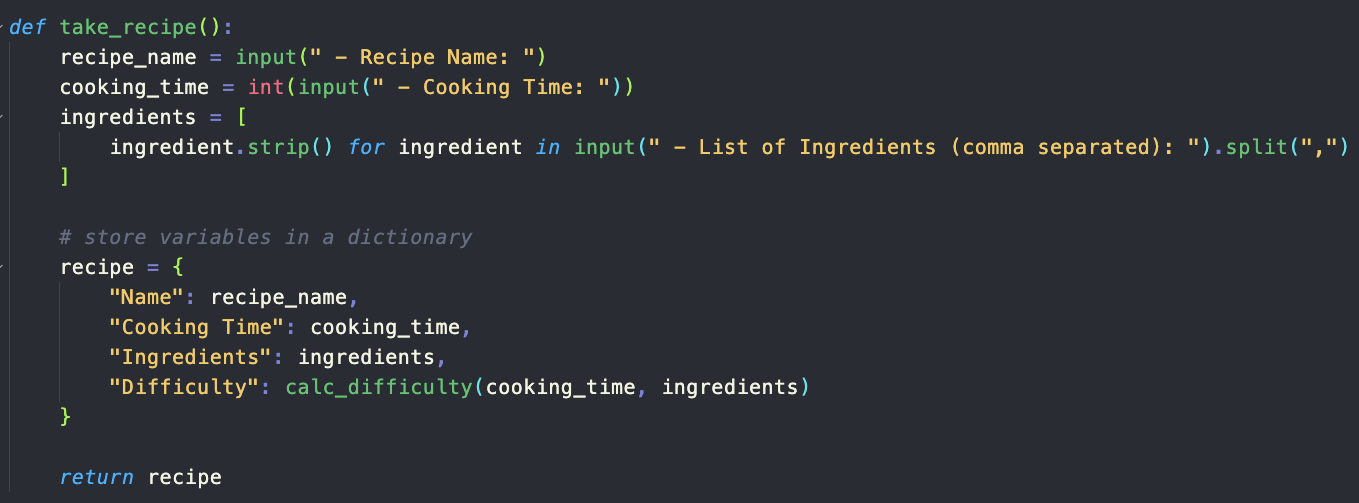 def take_recipe():
    recipe_name = input(" - Recipe Name: ")
    cooking_time = int(input(" - Cooking Time: "))
    ingredients = [
        ingredient.strip() for ingredient in input(" - List of Ingredients (comma separated): ").split(",")
    ]

    # store variables in a dictionary
    recipe = {
        "Name": recipe_name,
        "Cooking Time": cooking_time,
        "Ingredients": ingredients,
        "Difficulty": calc_difficulty(cooking_time, ingredients)
    }

    return recipe